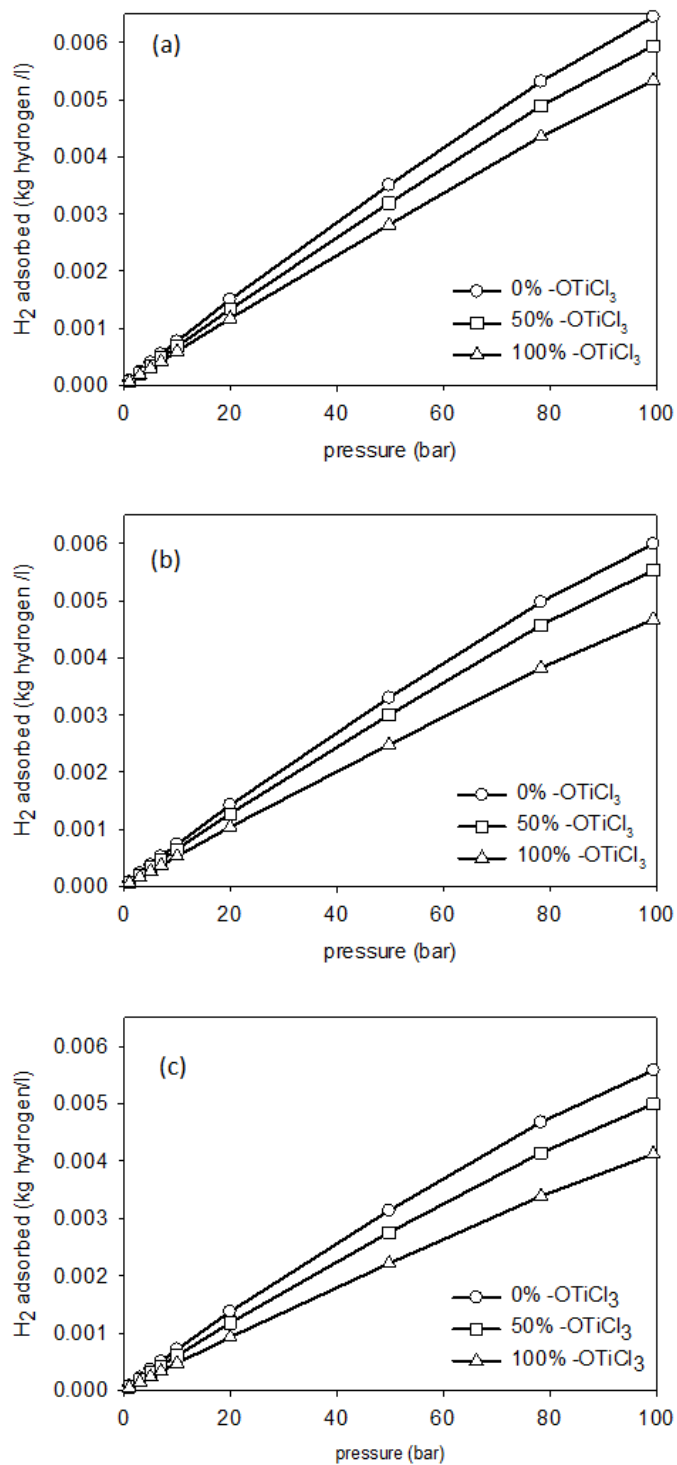 (a)
H₂ adsorbed (kg hydrogen /l)
0.006
0.005
0.004
0.003
0.002
0.001
0.000
0% -OTiCl₃
50% -OTiCl₃
100% -OTiCl₃
0 20 40 60 80 100
pressure (bar)
(b)
H₂ adsorbed (kg hydrogen /l)
0.006
0.005
0.004
0.003
0.002
0.001
0.000
0% -OTiCl₃
50% -OTiCl₃
100% -OTiCl₃
0 20 40 60 80 100
pressure (bar)
(c)
H₂ adsorbed (kg hydrogen/l)
0.006
0.005
0.004
0.003
0.002
0.001
0.000
0% -OTiCl3
50% -OTiCl3
100% -OTiCl3
0 20 40 60 80 100
pressure (bar)